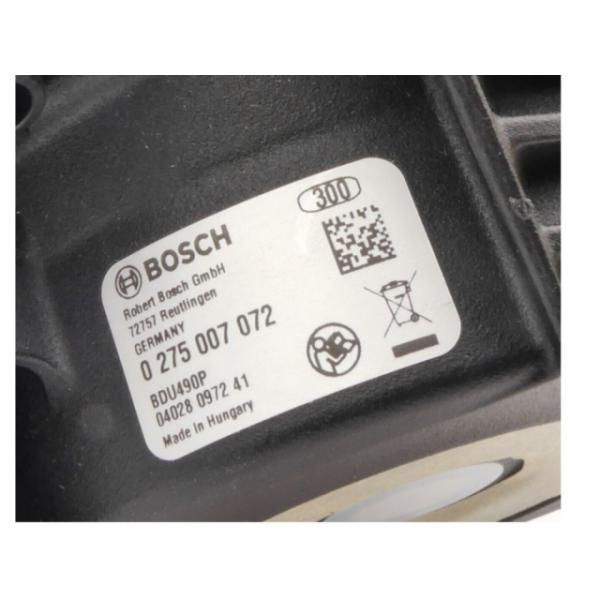 300
BOSCH
Robert Bosch GmbH
72757 Reutlingen
GERMANY
0 275 007 072
BDU490P
04028 0972 41
Made In Hungary